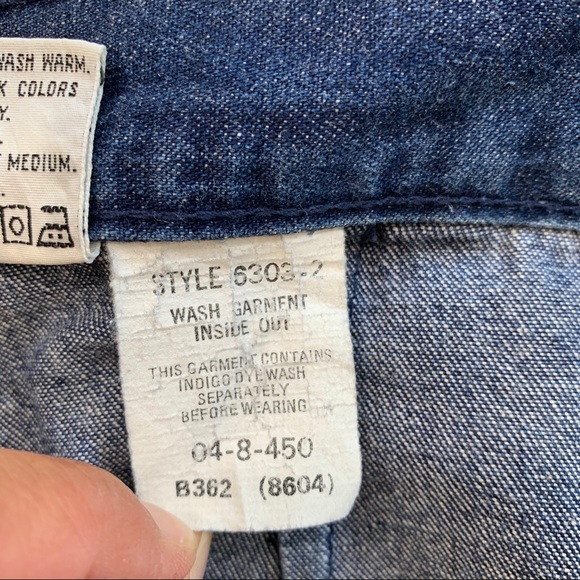 WASH WARM.
COLORS
Y.
MEDIUM.
STYLE 6303-2
WASH GARMENT
INSIDE OUT
THIS GARMENT CONTAINS
INDIGO DYE WASH
SEPARATELY
BEFORE WEARING
04-8-450
B362 (8604)